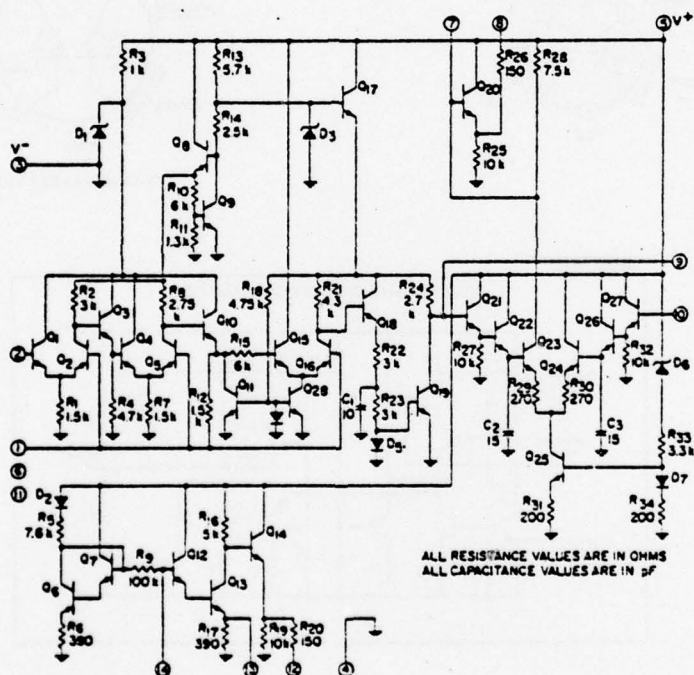 7 8 5 V+
R3 1k
R13 5.7k
R26 150
R28 7.5k
Q17
Q20
D1
R14 2.5k
D3
V-
3
Q8
R25 10k
R10 6k
Q9
R11 1.3k
9
R2 3k
Q3
R8 2.75k
R18 4.75k
R21 4.3k
R24 2.7k
Q21
Q27
Q1
Q4
Q10
Q18
Q22
Q26
10
2
Q2
Q5
R15 6k
Q15
Q16
R22 3k
Q23
R27 10k
Q24
R32 10k
D6
Q11
Q28
Q19
R12 1.5k
C1 10
R23 3k
R29 270
R30 270
R1 1.5k
R4 4.7k
R7 1.5k
C2 15
C3 15
R33 3.3k
1
D5
Q25
6
11
D2
D7
R5 7.6k
R16 5k
Q14
R31 200
R34 200
Q7
R9 100k
Q12
Q6
Q13
ALL RESISTANCE VALUES ARE IN OHMS
ALL CAPACITANCE VALUES ARE IN pF
R6 390
R17 390
R19 10k
R20 150
14 13 12 4